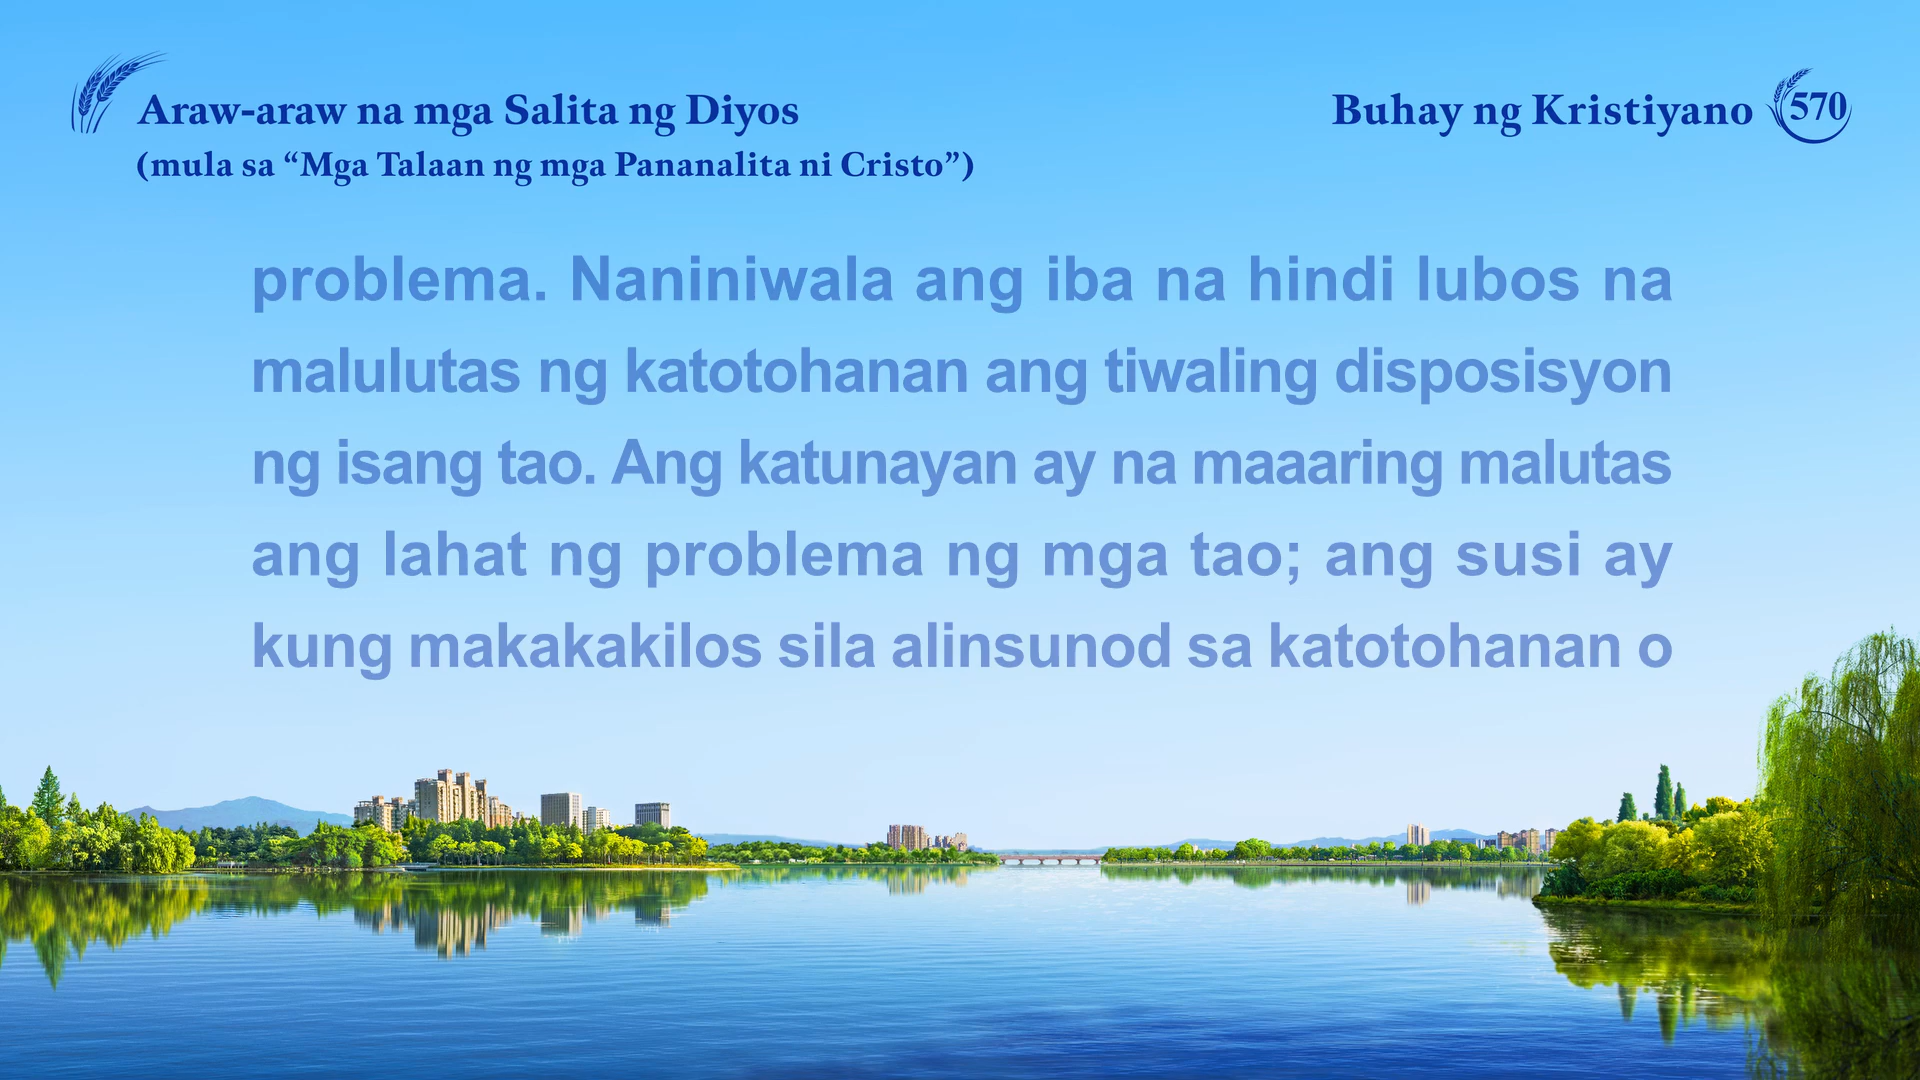 Araw-araw na mga Salita ng Diyos
(mula sa “Mga Talaan ng mga Pananalita ni Cristo”)
Buhay ng Kristiyano 570
problema. Naniniwala ang iba na hindi lubos na
malulutas ng katotohanan ang tiwaling disposisyon
ng isang tao. Ang katunayan ay na maaaring malutas
ang lahat ng problema ng mga tao; ang susi ay
kung makakakilos sila alinsunod sa katotohanan o